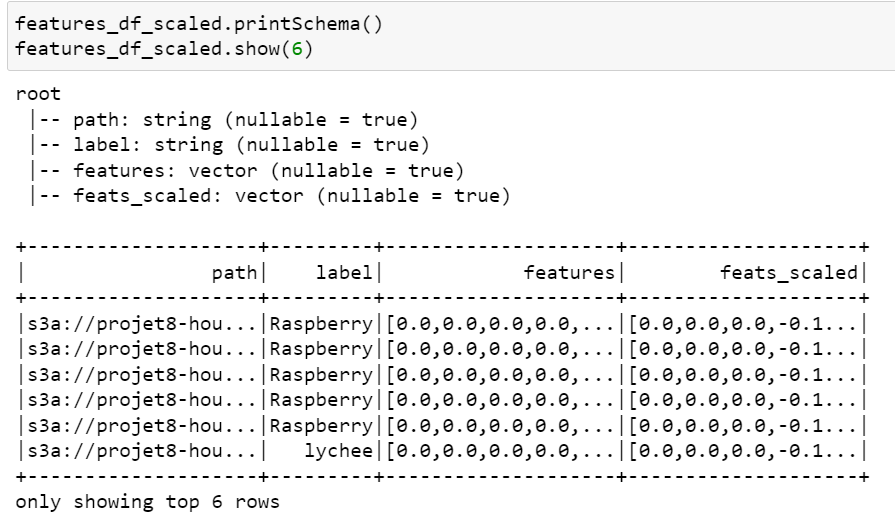 features_df_scaled.printSchema()
features_df_scaled.show(6)
root
 |-- path: string (nullable = true)
 |-- label: string (nullable = true)
 |-- features: vector (nullable = true)
 |-- feats_scaled: vector (nullable = true)

+--------------------+---------+--------------------+--------------------+
|                path|    label|            features|        feats_scaled|
+--------------------+---------+--------------------+--------------------+
|s3a://projet8-hou...|Raspberry|[0.0,0.0,0.0,0.0,...|[0.0,0.0,0.0,-0.1...|
|s3a://projet8-hou...|Raspberry|[0.0,0.0,0.0,0.0,...|[0.0,0.0,0.0,-0.1...|
|s3a://projet8-hou...|Raspberry|[0.0,0.0,0.0,0.0,...|[0.0,0.0,0.0,-0.1...|
|s3a://projet8-hou...|Raspberry|[0.0,0.0,0.0,0.0,...|[0.0,0.0,0.0,-0.1...|
|s3a://projet8-hou...|Raspberry|[0.0,0.0,0.0,0.0,...|[0.0,0.0,0.0,-0.1...|
|s3a://projet8-hou...|   lychee|[0.0,0.0,0.0,0.0,...|[0.0,0.0,0.0,-0.1...|
+--------------------+---------+--------------------+--------------------+
only showing top 6 rows